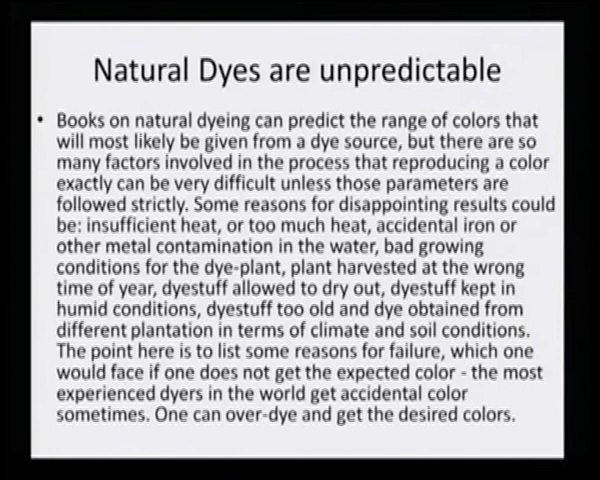 Natural Dyes are unpredictable
• Books on natural dyeing can predict the range of colors that
will most likely be given from a dye source, but there are so
many factors involved in the process that reproducing a color
exactly can be very difficult unless those parameters are
followed strictly. Some reasons for disappointing results could
be: insufficient heat, or too much heat, accidental iron or
other metal contamination in the water, bad growing
conditions for the dye-plant, plant harvested at the wrong
time of year, dyestuff allowed to dry out, dyestuff kept in
humid conditions, dyestuff too old and dye obtained from
different plantation in terms of climate and soil conditions.
The point here is to list some reasons for failure, which one
would face if one does not get the expected color - the most
experienced dyers in the world get accidental color
sometimes. One can over-dye and get the desired colors.